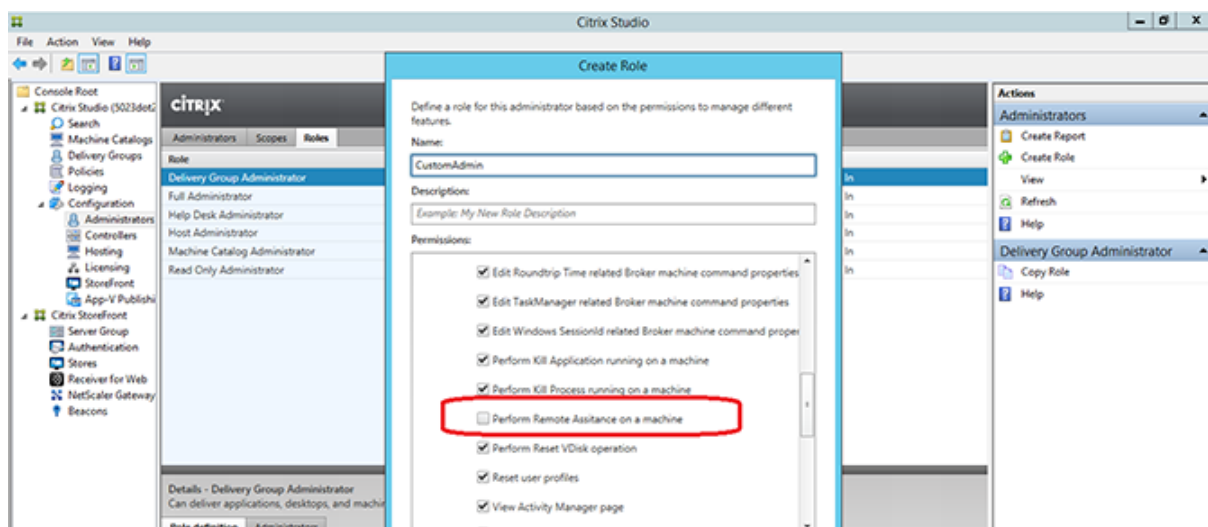 Citrix Studio
File Action View Help
Create Role
Console Root
Citrix Studio (5023dot2
Search
Machine Catalogs
Delivery Groups
Policies
Logging
Configuration
Administrators
Controllers
Hosting
Licensing
StoreFront
App-V Publishi
Citrix StoreFront
Server Group
Authentication
Stores
Receiver for Web
NetScaler Gateway
Beacons
CİTRIX
Administrators Scopes Roles
Role
Delivery Group Administrator
Full Administrator
Help Desk Administrator
Host Administrator
Machine Catalog Administrator
Read Only Administrator
Details - Delivery Group Administrator
Can deliver applications, desktops, and machin
Role definition Administrators
Define a role for this administrator based on the permissions to manage different
features.
Name:
CustomAdmin
Description:
Example: My New Role Description
Permissions:
Edit Roundtrip Time related Broker machine command properties
Edit TaskManager related Broker machine command properties
Edit Windows SessionId related Broker machine command proper
Perform Kill Application running on a machine
Perform Kill Process running on a machine
Perform Remote Assitance on a machine
Perform Reset VDisk operation
Reset user profiles
View Activity Manager page
In
In
In
In
In
In
Actions
Administrators
Create Report
Create Role
View
Refresh
Help
Delivery Group Administrator
Copy Role
Help